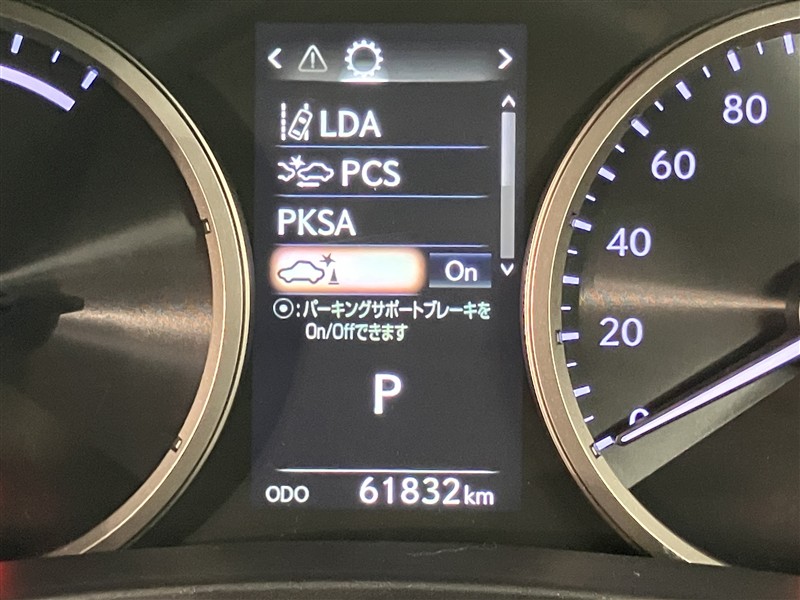 LDA
PCS
PKSA
On
⦿:パーキングサポートブレーキを
On/Offできます
P
ODO 61832km
80
60
40
20
0